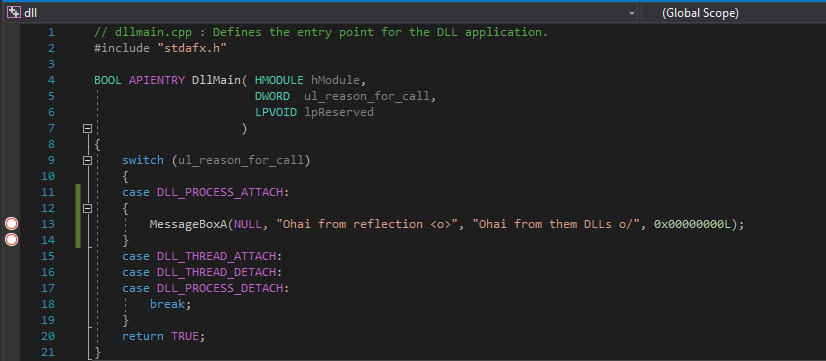 dll (Global Scope)
1 // dllmain.cpp : Defines the entry point for the DLL application.
2 #include "stdafx.h"
3
4 BOOL APIENTRY DllMain( HMODULE hModule,
5 DWORD  ul_reason_for_call,
6 LPVOID lpReserved
7 )
8 {
9 switch (ul_reason_for_call)
10 {
11 case DLL_PROCESS_ATTACH:
12 {
13 MessageBoxA(NULL, "Ohai from reflection <o>", "Ohai from them DLLs o/", 0x00000000L);
14 }
15 case DLL_THREAD_ATTACH:
16 case DLL_THREAD_DETACH:
17 case DLL_PROCESS_DETACH:
18 break;
19 }
20 return TRUE;
21 }